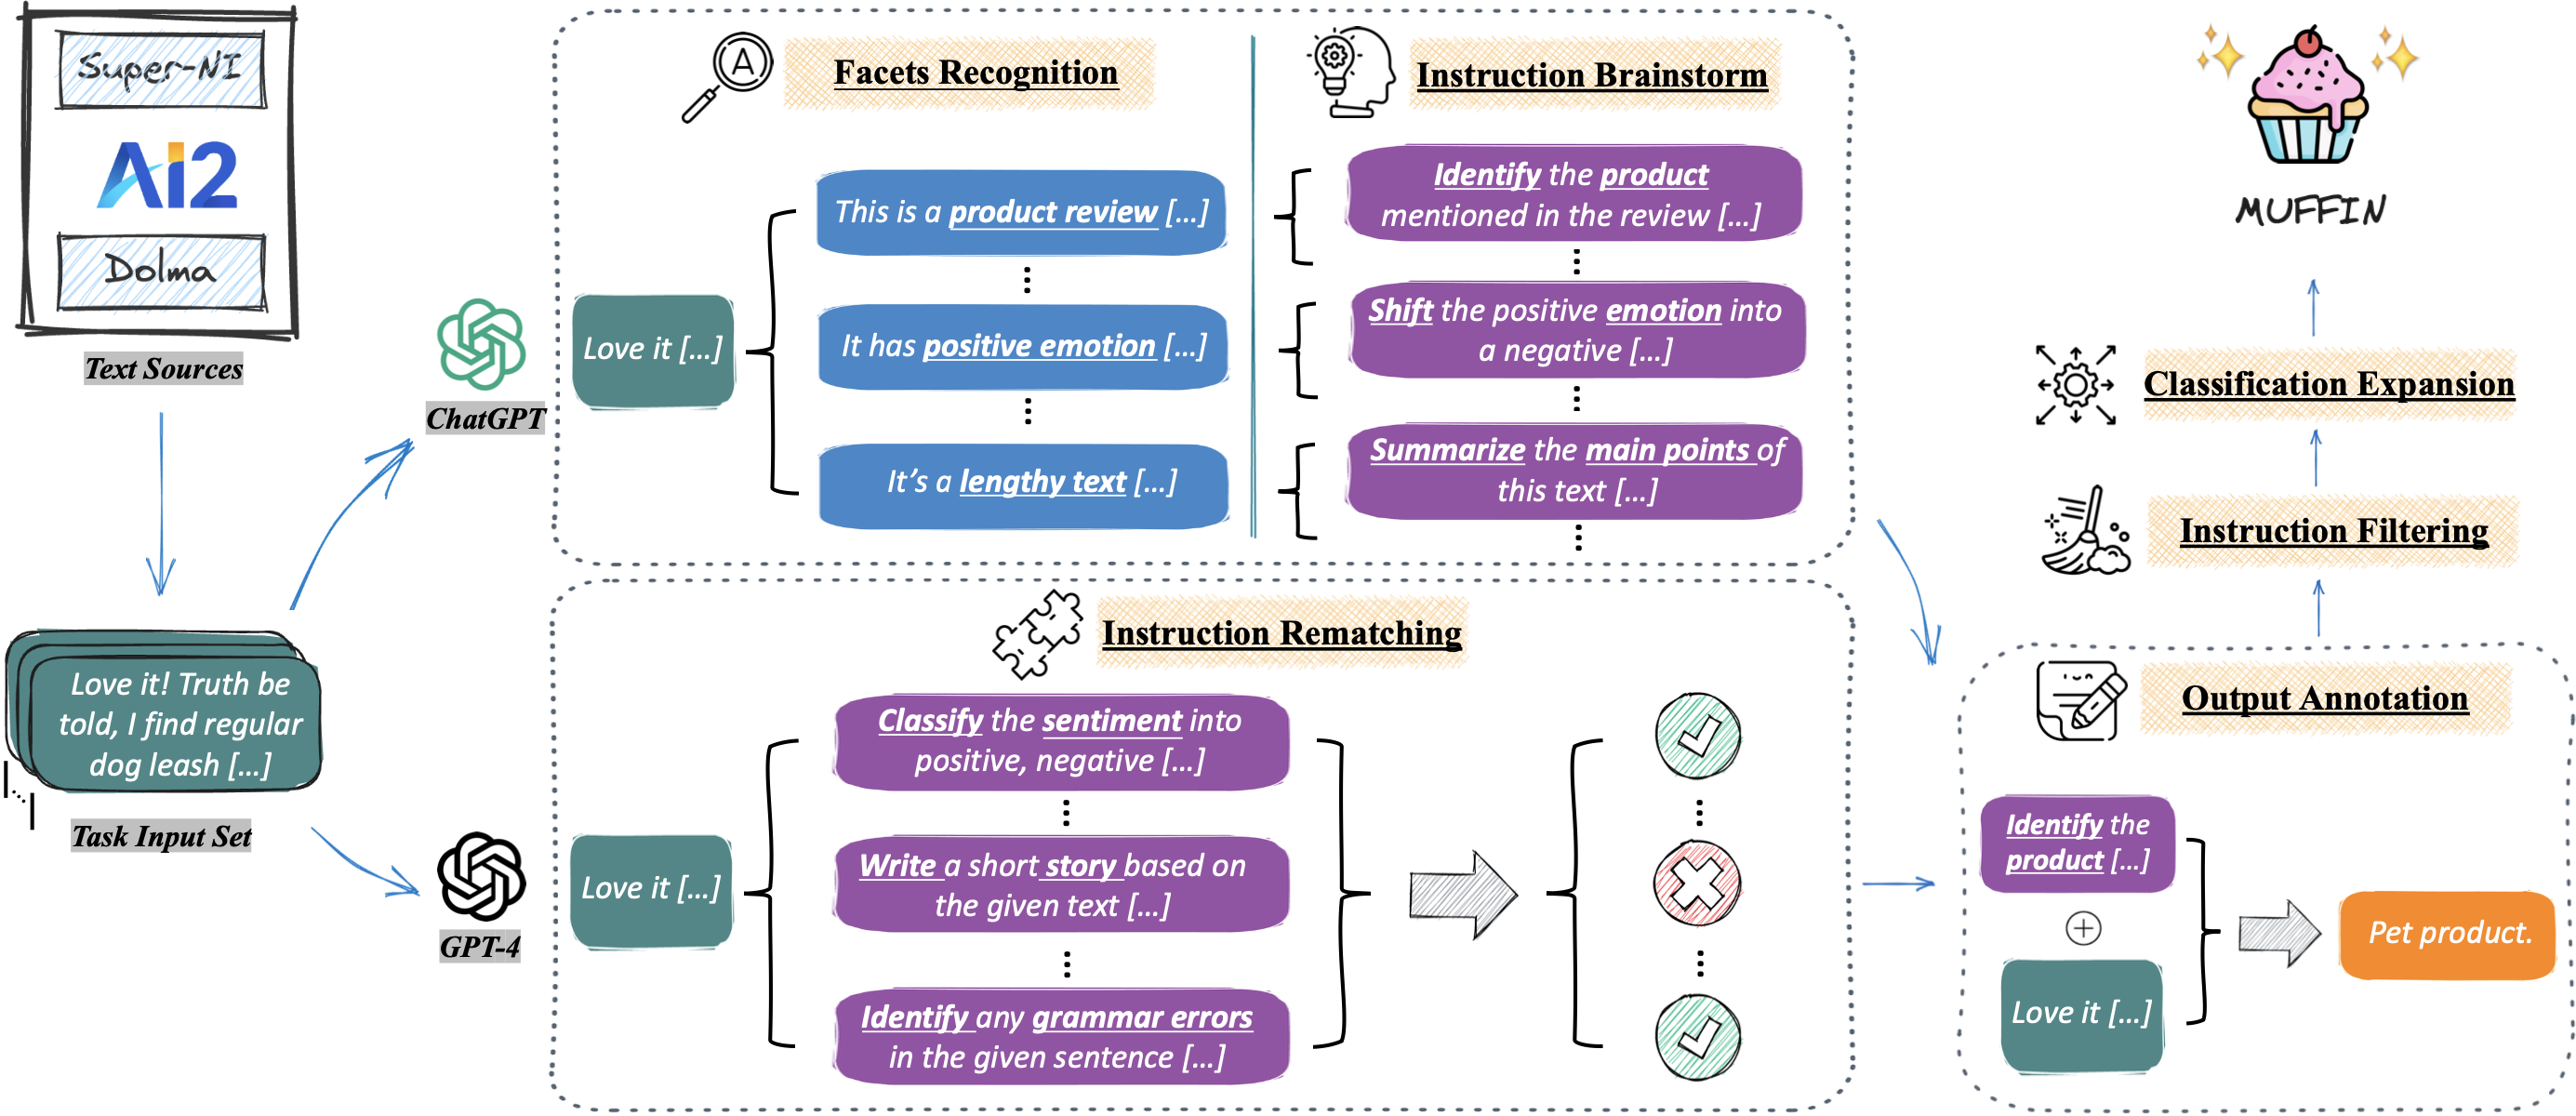 Super-NI
Ai2
Dolma
Text Sources
Love it! Truth be
told, I find regular
dog leash [...]
Task Input Set
ChatGPT
GPT-4
A
Facets Recognition
Love it [...]
This is a product review [...]
It has positive emotion [...]
It’s a lengthy text [...]
Instruction Brainstorm
Identify the product
mentioned in the review [...]
Shift the positive emotion into
a negative [...]
Summarize the main points of
this text [...]
Instruction Rematching
Love it [...]
Classify the sentiment into
positive, negative [...]
Write a short story based on
the given text [...]
Identify any grammar errors
in the given sentence [...]
Output Annotation
Identify the
product [...]
Love it [...]
Pet product.
Instruction Filtering
Classification Expansion
MUFFIN